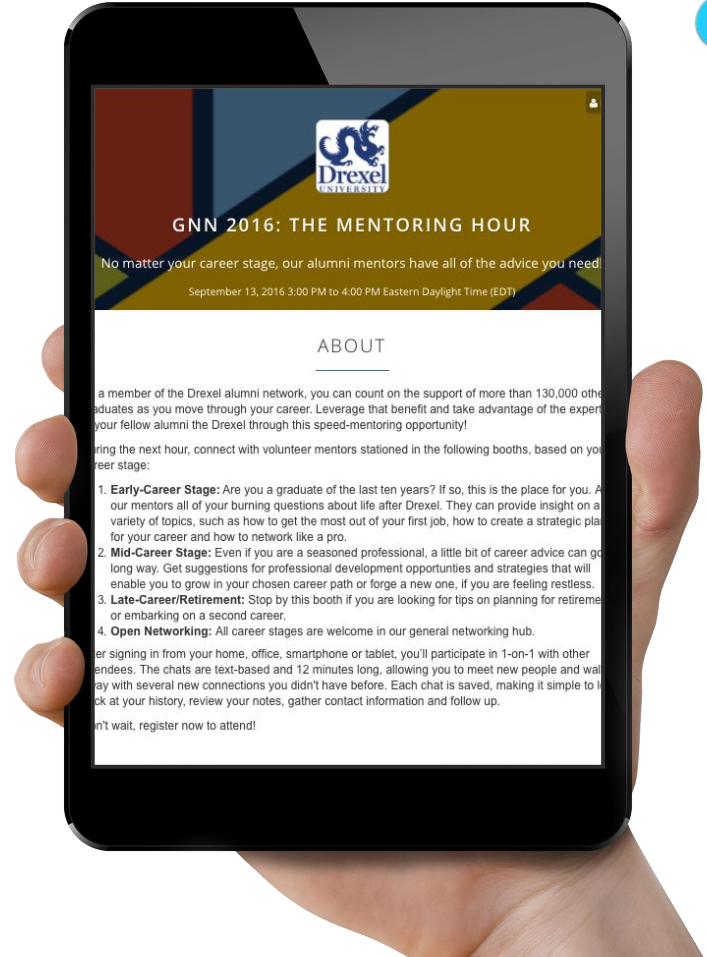 Drexel
UNIVERSITY
GNN 2016: THE MENTORING HOUR
No matter your career stage, our alumni mentors have all of the advice you need
September 13, 2016 3:00 PM to 4:00 PM Eastern Daylight Time (EDT)
ABOUT
a member of the Drexel alumni network, you can count on the support of more than 130,000 othe
aduates as you move through your career. Leverage that benefit and take advantage of the expert
your fellow alumni the Drexel through this speed-mentoring opportunity!
ring the next hour, connect with volunteer mentors stationed in the following booths, based on you
reer stage:
1. Early-Career Stage: Are you a graduate of the last ten years? If so, this is the place for you. A
our mentors all of your burning questions about life after Drexel. They can provide insight on a
variety of topics, such as how to get the most out of your first job, how to create a strategic pla
for your career and how to network like a pro.
2. Mid-Career Stage: Even if you are a seasoned professional, a little bit of career advice can go
long way. Get suggestions for professional development opportunties and strategies that will
enable you to grow in your chosen career path or forge a new one, if you are feeling restless.
3. Late-Career/Retirement: Stop by this booth if you are looking for tips on planning for retireme
or embarking on a second career.
4. Open Networking: All career stages are welcome in our general networking hub.
er signing in from your home, office, smartphone or tablet, you'll participate in 1-on-1 with other
endees. The chats are text-based and 12 minutes long, allowing you to meet new people and wal
ay with several new connections you didn't have before. Each chat is saved, making it simple to l
ck at your history, review your notes, gather contact information and follow up.
n't wait, register now to attend!